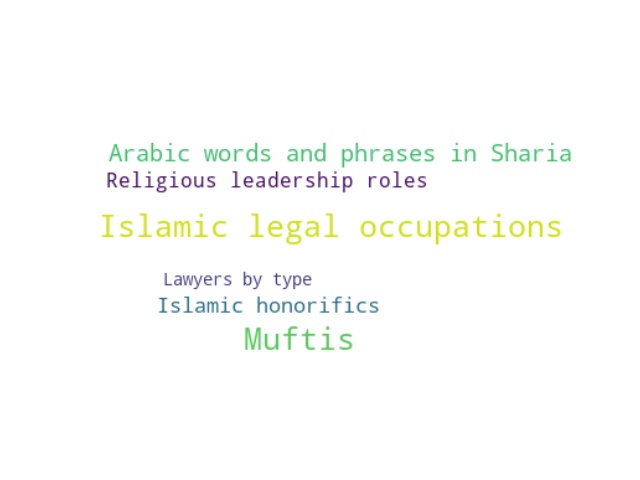 Arabic words and phrases in Sharia
Religious leadership roles
Islamic legal occupations
Lawyers by type
Islamic honorifics
Muftis